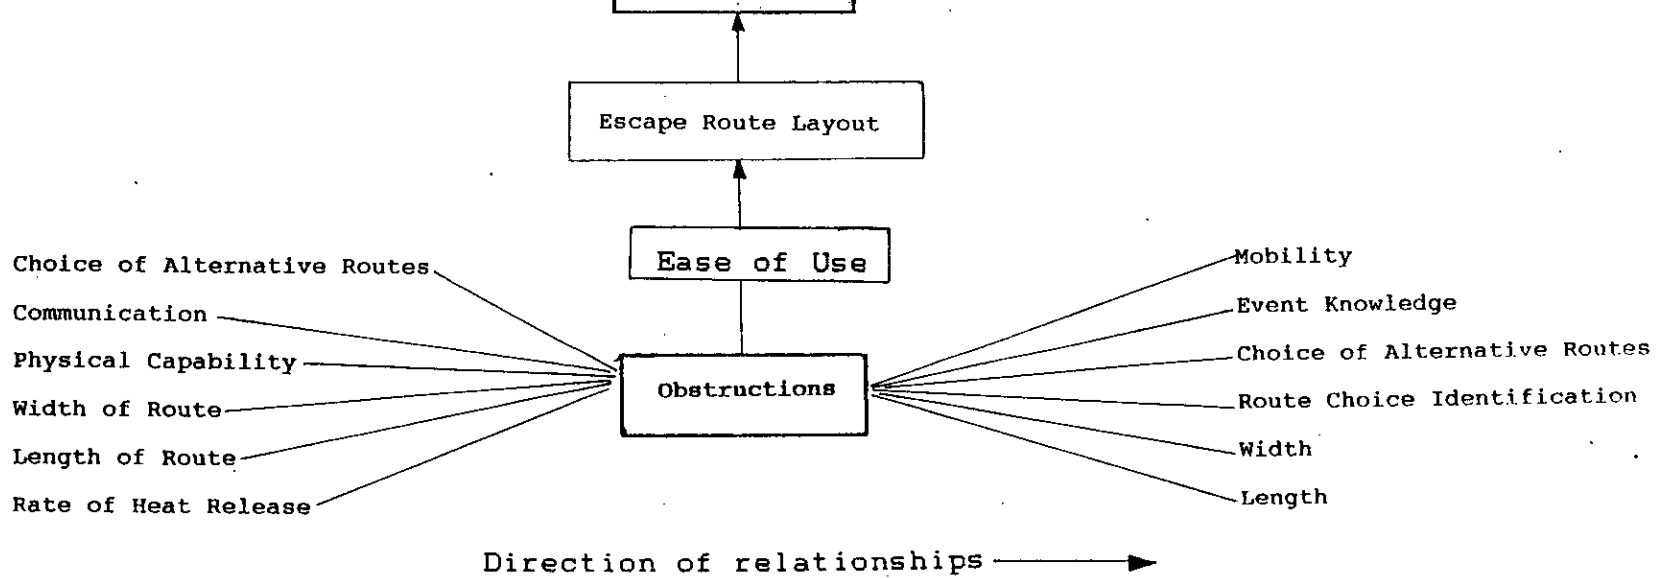 Escape Route Layout
Ease of Use
Choice of Alternative Routes
Communication
Physical Capability
Width of Route
Length of Route
Rate of Heat Release
Obstructions
Mobility
Event Knowledge
Choice of Alternative Routes
Route Choice Identification
Width
Length
Direction of relationships